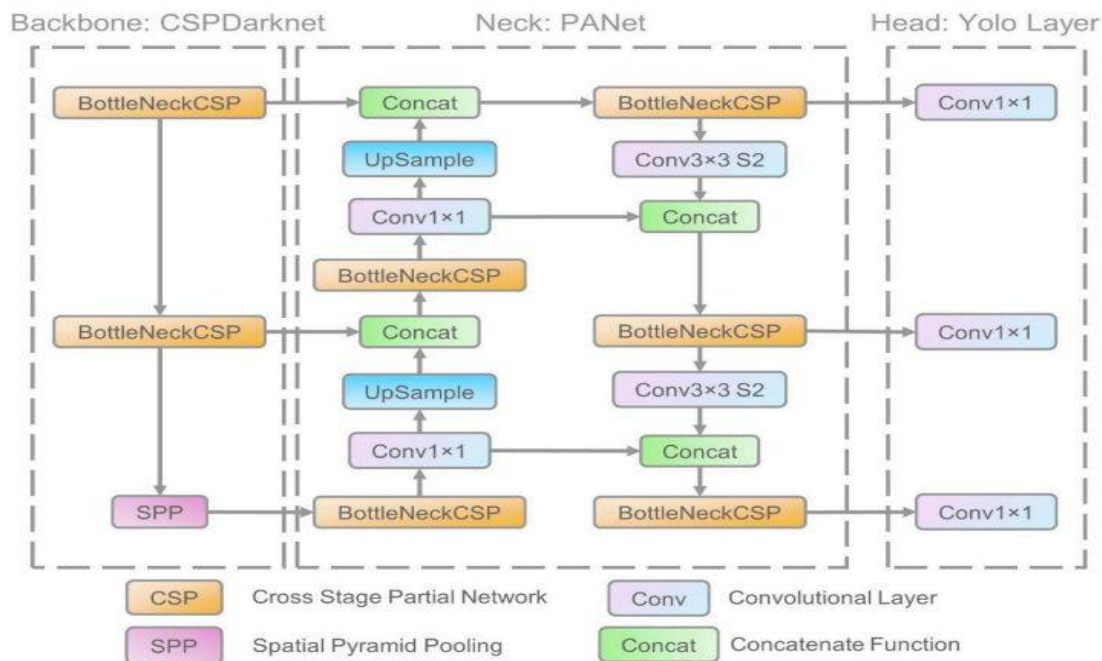 Backbone: CSPDarknet Neck: PANet Head: Yolo Layer
BottleNeckCSP Concat BottleNeckCSP Conv1×1
UpSample Conv3×3 S2
Conv1×1 Concat
BottleNeckCSP
BottleNeckCSP Concat BottleNeckCSP Conv1×1
UpSample Conv3×3 S2
Conv1×1 Concat
SPP BottleNeckCSP BottleNeckCSP Conv1×1
CSP Cross Stage Partial Network Conv Convolutional Layer
SPP Spatial Pyramid Pooling Concat Concatenate Function